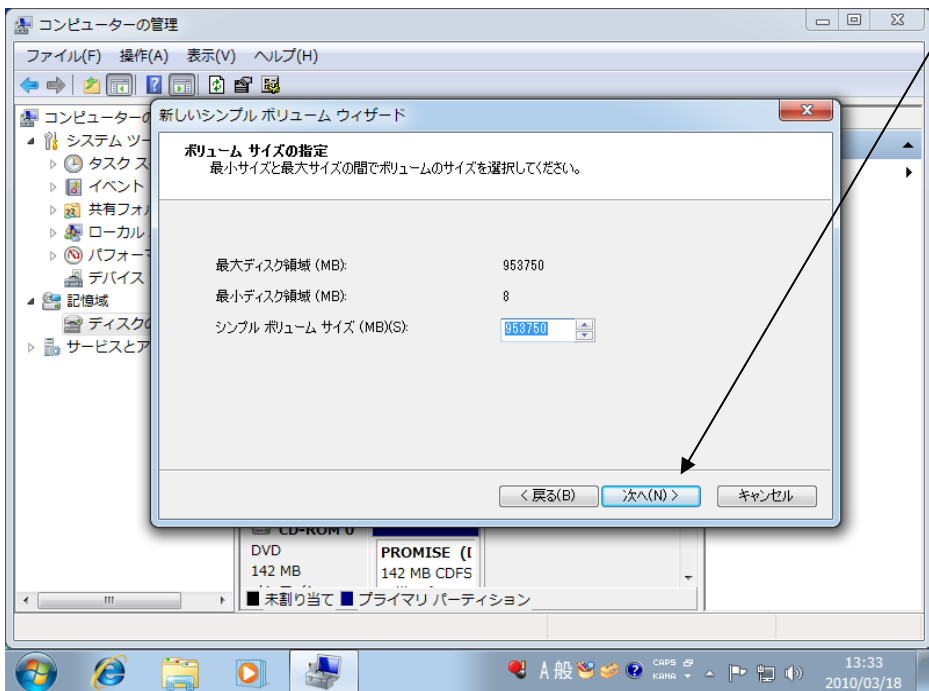 コンピューターの管理
ファイル(F) 操作(A) 表示(V) ヘルプ(H)
コンピューターの
システム ツー
タスク ス
イベント
共有フォル
ローカル
パフォーマ
デバイス
記憶域
ディスクの
サービスとア
新しいシンプル ボリューム ウィザード
ボリューム サイズの指定
最小サイズと最大サイズの間でボリュームのサイズを選択してください。
最大ディスク領域 (MB): 953750
最小ディスク領域 (MB): 8
シンプル ボリューム サイズ (MB)(S): 953750
< 戻る(B) 次へ(N) > キャンセル
CD-ROM 0
DVD
142 MB
PROMISE (I
142 MB CDFS
未割り当て プライマリ パーティション
A 般 CAPS KANA
13:33
2010/03/18